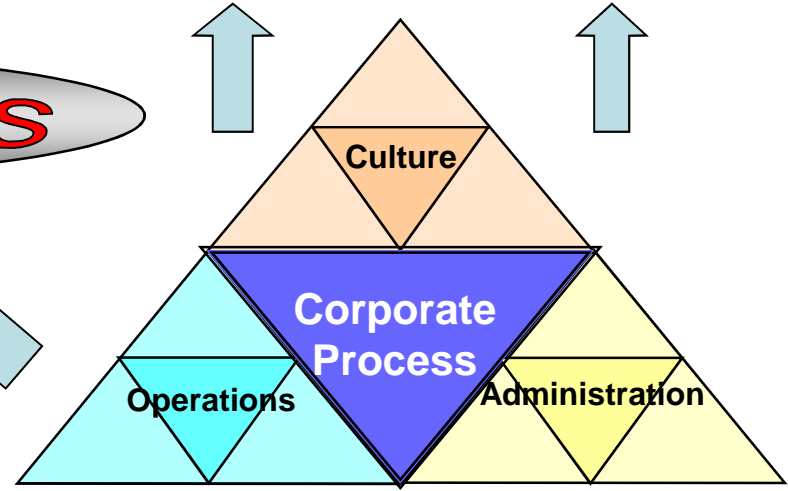 S
Culture
Corporate
Process
Operations
Administration